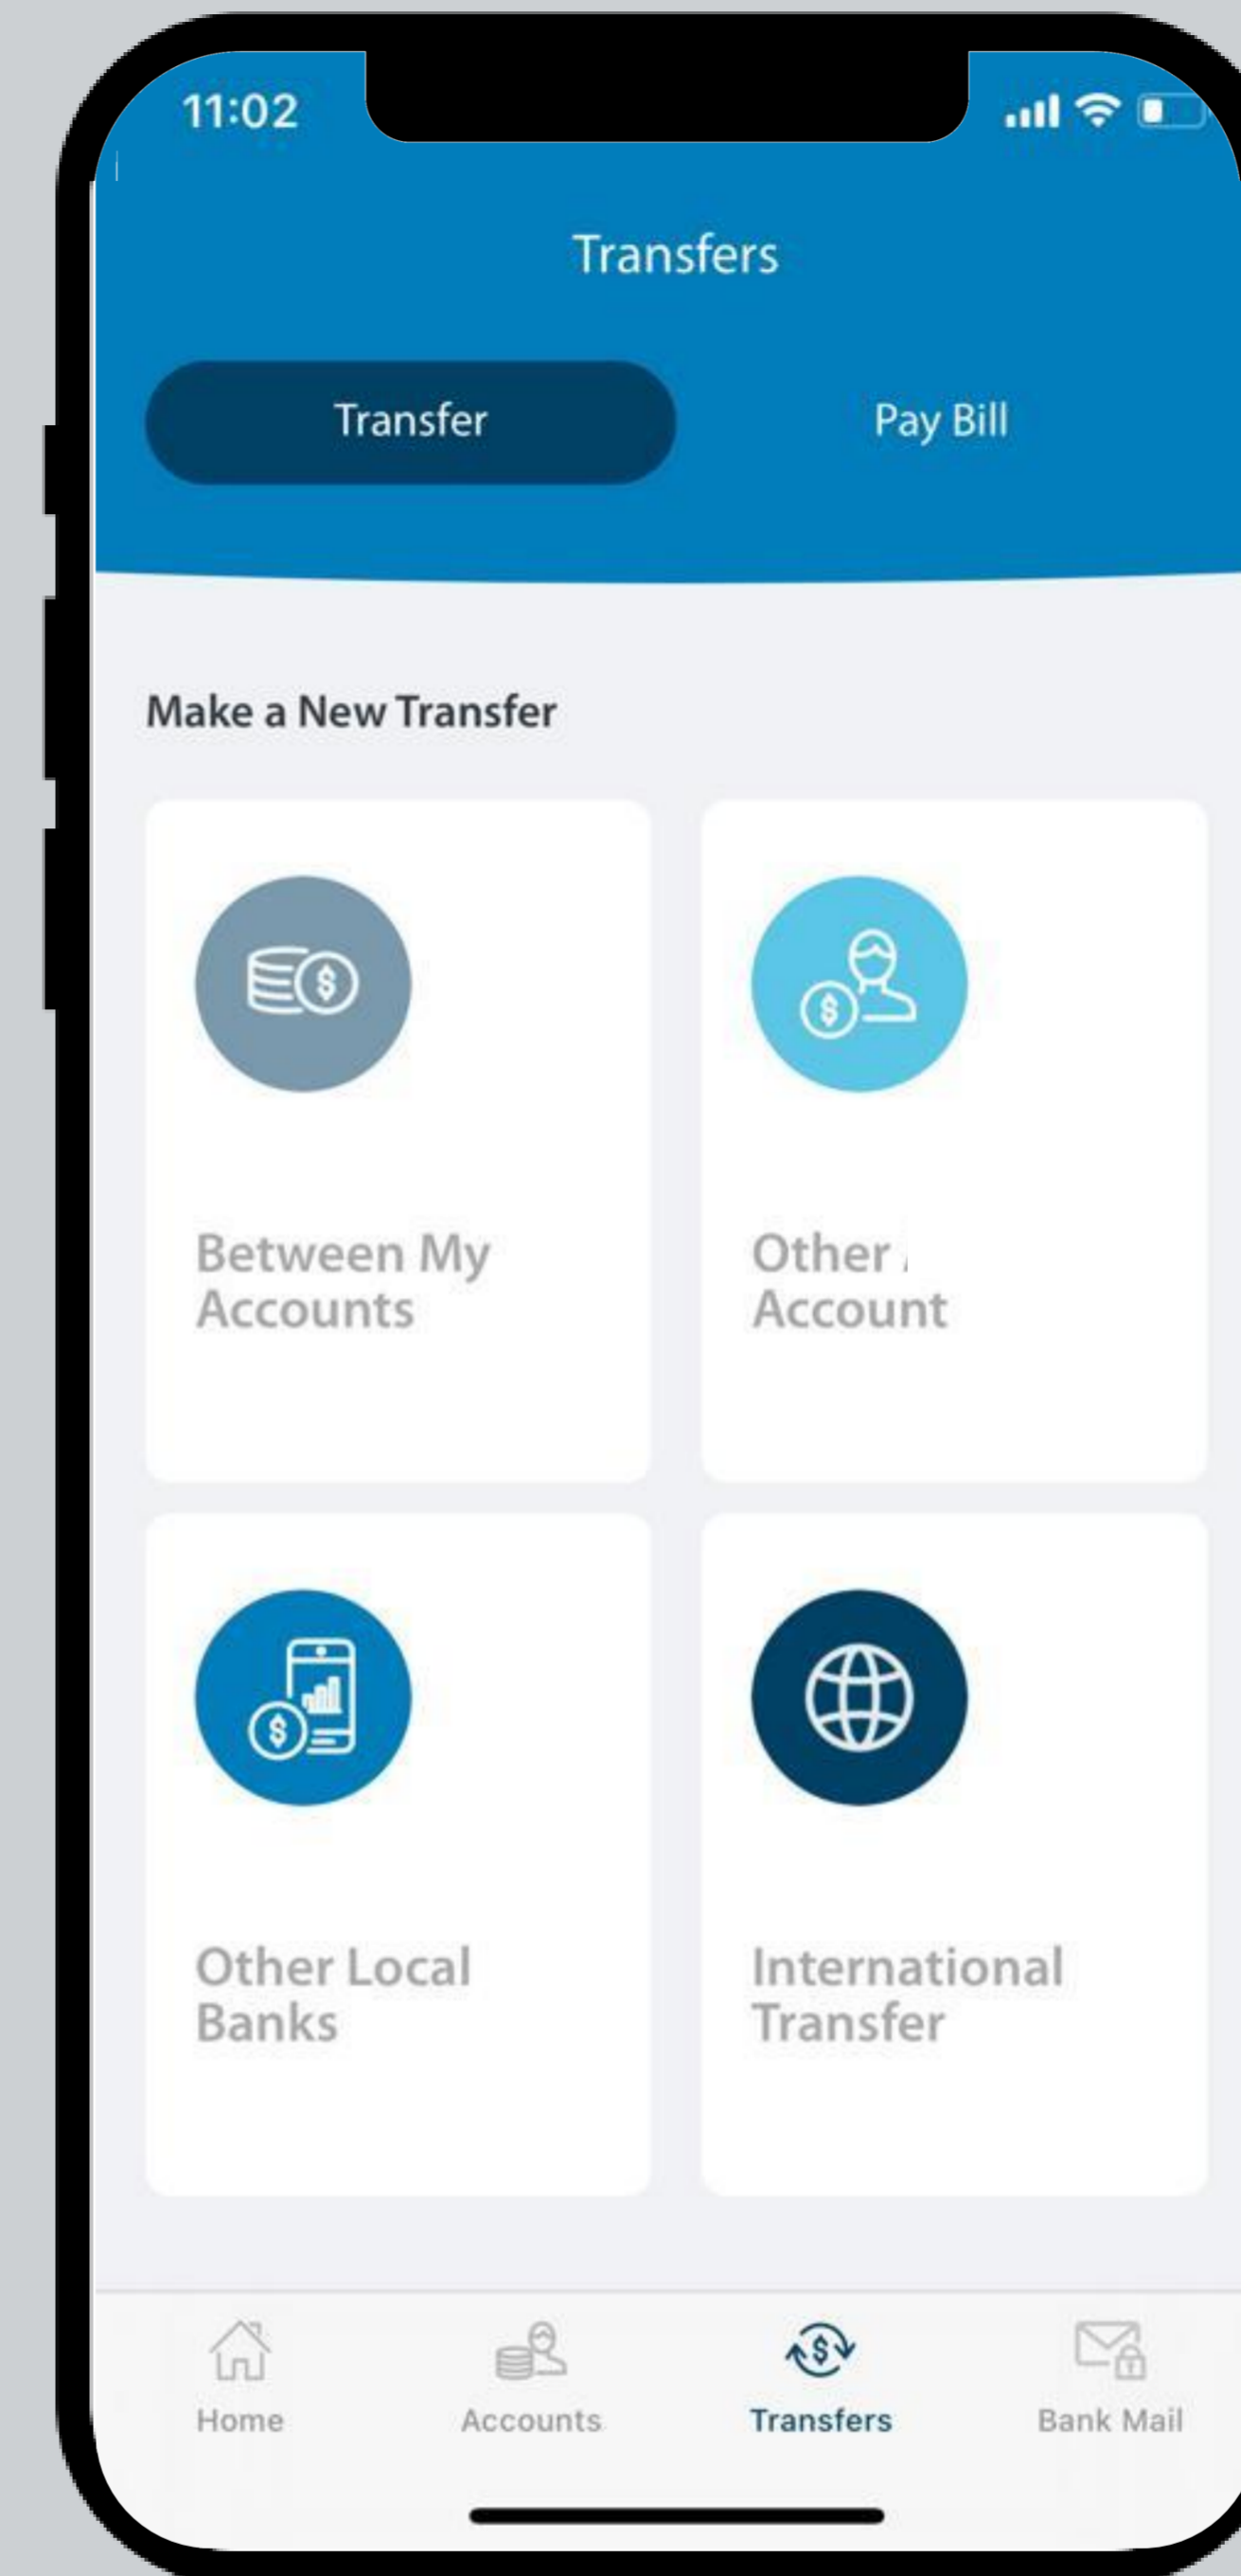 11:02
Transfers
Transfer
Pay Bill
Make a New Transfer
Between My
Accounts
Other
Account
Other Local
Banks
International
Transfer
Home
Accounts
Transfers
Bank Mail